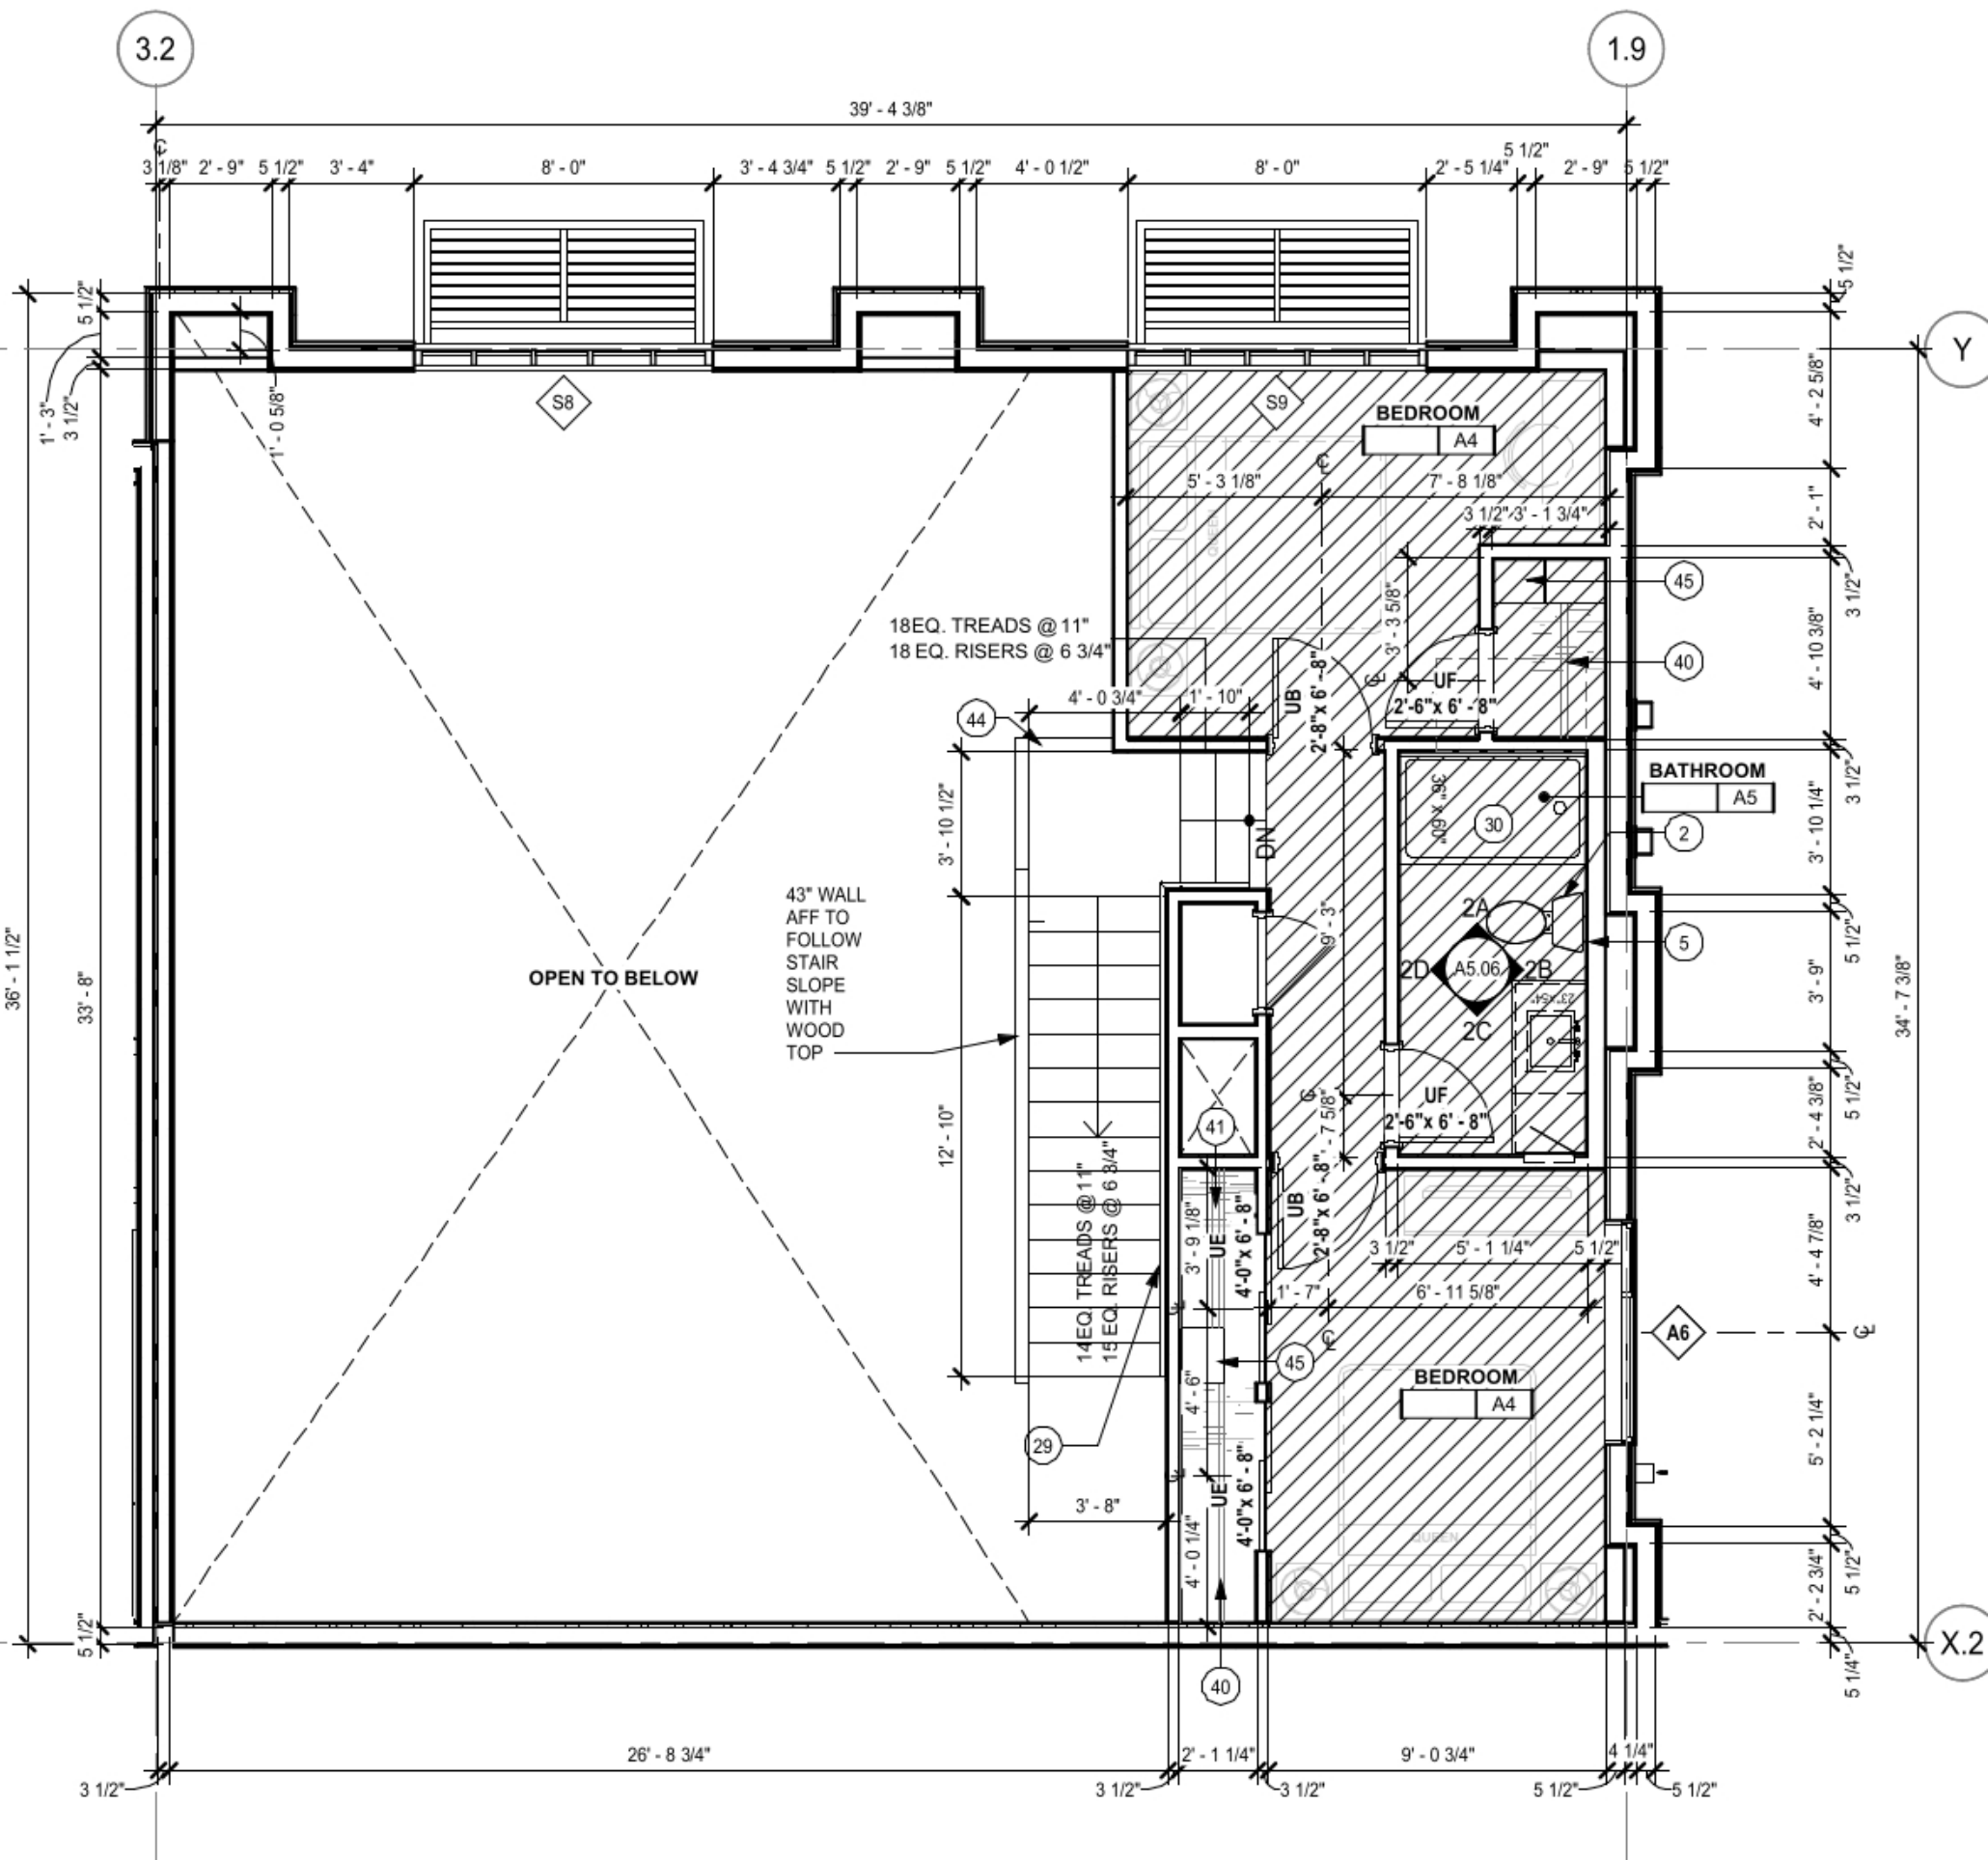 3.2
1.9
39' - 4 3/8"
5 1/2"
3 1/8" 2' - 9" 5 1/2" 3' - 4" 8' - 0" 3' - 4 3/4" 5 1/2" 2' - 9" 5 1/2" 4' - 0 1/2" 8' - 0" 2' - 5 1/4" 2' - 9" 5 1/2"
5 1/2"
1' - 3"
3 1/2"
1' - 0 5/8"
36' - 1 1/2"
33' - 8"
5 1/2"
S8
S9
BEDROOM
A4
QUEEN
5' - 3 1/8" 7' - 8 1/8"
3 1/2" 3' - 1 3/4"
3' - 3 5/8"
18 EQ. TREADS @ 11"
18 EQ. RISERS @ 6 3/4"
4' - 0 3/4" 1' - 10"
44
UB
2'-8"x 6' - 8"
UF
2'-6"x 6' - 8"
45
40
BATHROOM
A5
36" x 60"
30
2
DN
3' - 10 1/2"
43" WALL
AFF TO
FOLLOW
STAIR
SLOPE
WITH
WOOD
TOP
OPEN TO BELOW
9' - 3"
2A
2D A5.06 2B
2C
5
23"x54"
UF
2'-6"x 6' - 8"
12' - 10"
41
14 EQ. TREADS @ 11"
15 EQ. RISERS @ 6 3/4"
3' - 9 1/8"
UE
4'-0"x 6' - 8"
UB
2'-8"x 6' - 8"
3 1/2" 5' - 1 1/4" 5 1/2"
1' - 7" 6' - 11 5/8"
45
4' - 6"
29
UE
4'-0"x 6' - 8"
3' - 8"
4' - 0 1/4"
40
BEDROOM
A4
QUEEN
A6
5 1/2"
Y
4' - 2 5/8"
2' - 1"
3 1/2"
4' - 10 3/8"
3 1/2"
3' - 10 1/4"
5 1/2"
3' - 9"
34' - 7 3/8"
5 1/2"
2' - 4 3/8"
3 1/2"
4' - 4 7/8"
5' - 2 1/4"
5 1/2"
2' - 2 3/4"
X.2
5 1/4"
26' - 8 3/4" 2' - 1 1/4" 9' - 0 3/4" 4 1/4"
3 1/2" 3 1/2" 3 1/2" 5 1/2" 5 1/2"